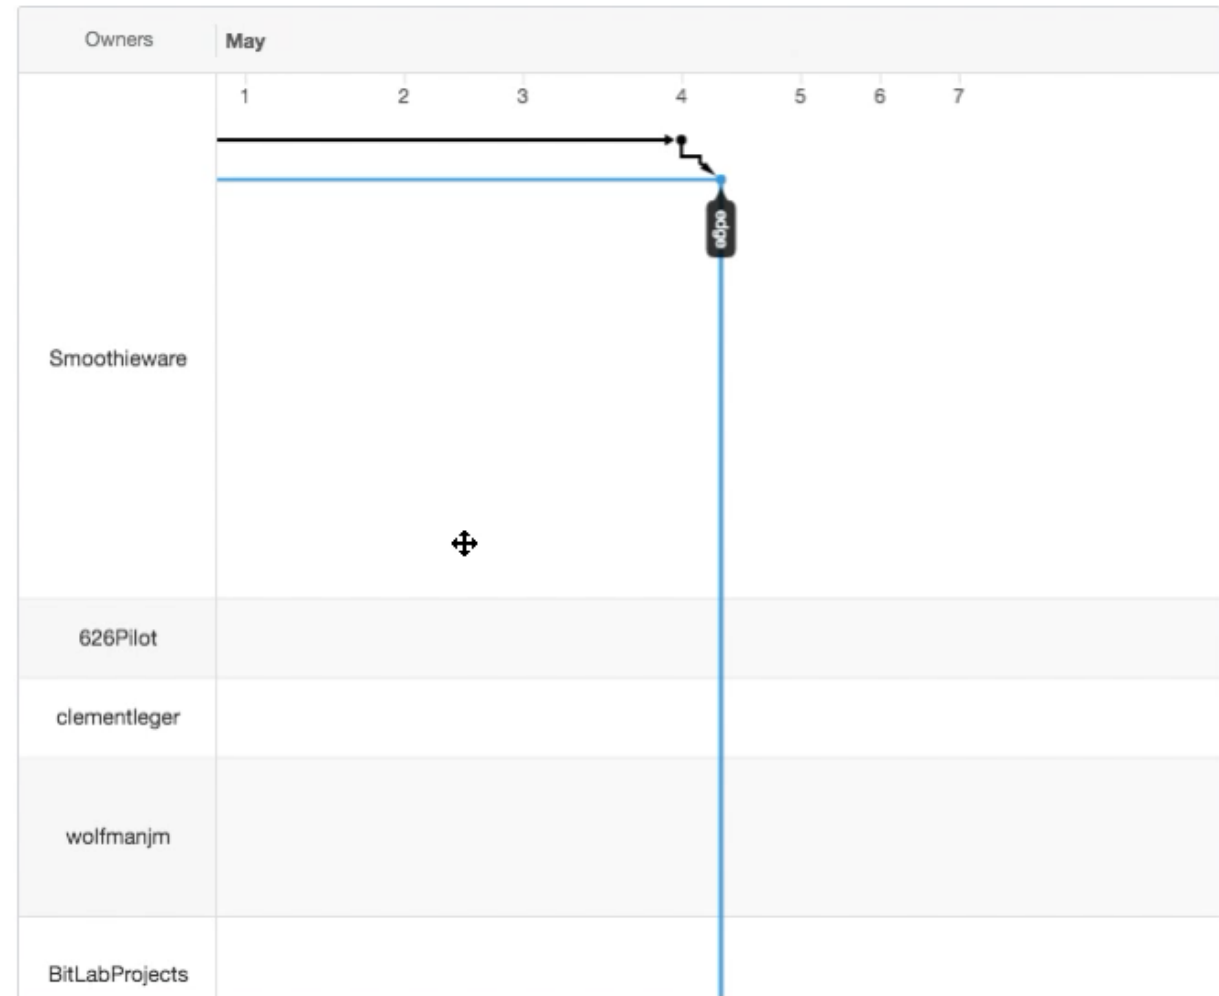 Owners May
1 2 3 4 5 6 7
edge
Smoothieware
626Pilot
clementleger
wolfmanjm
BitLabProjects